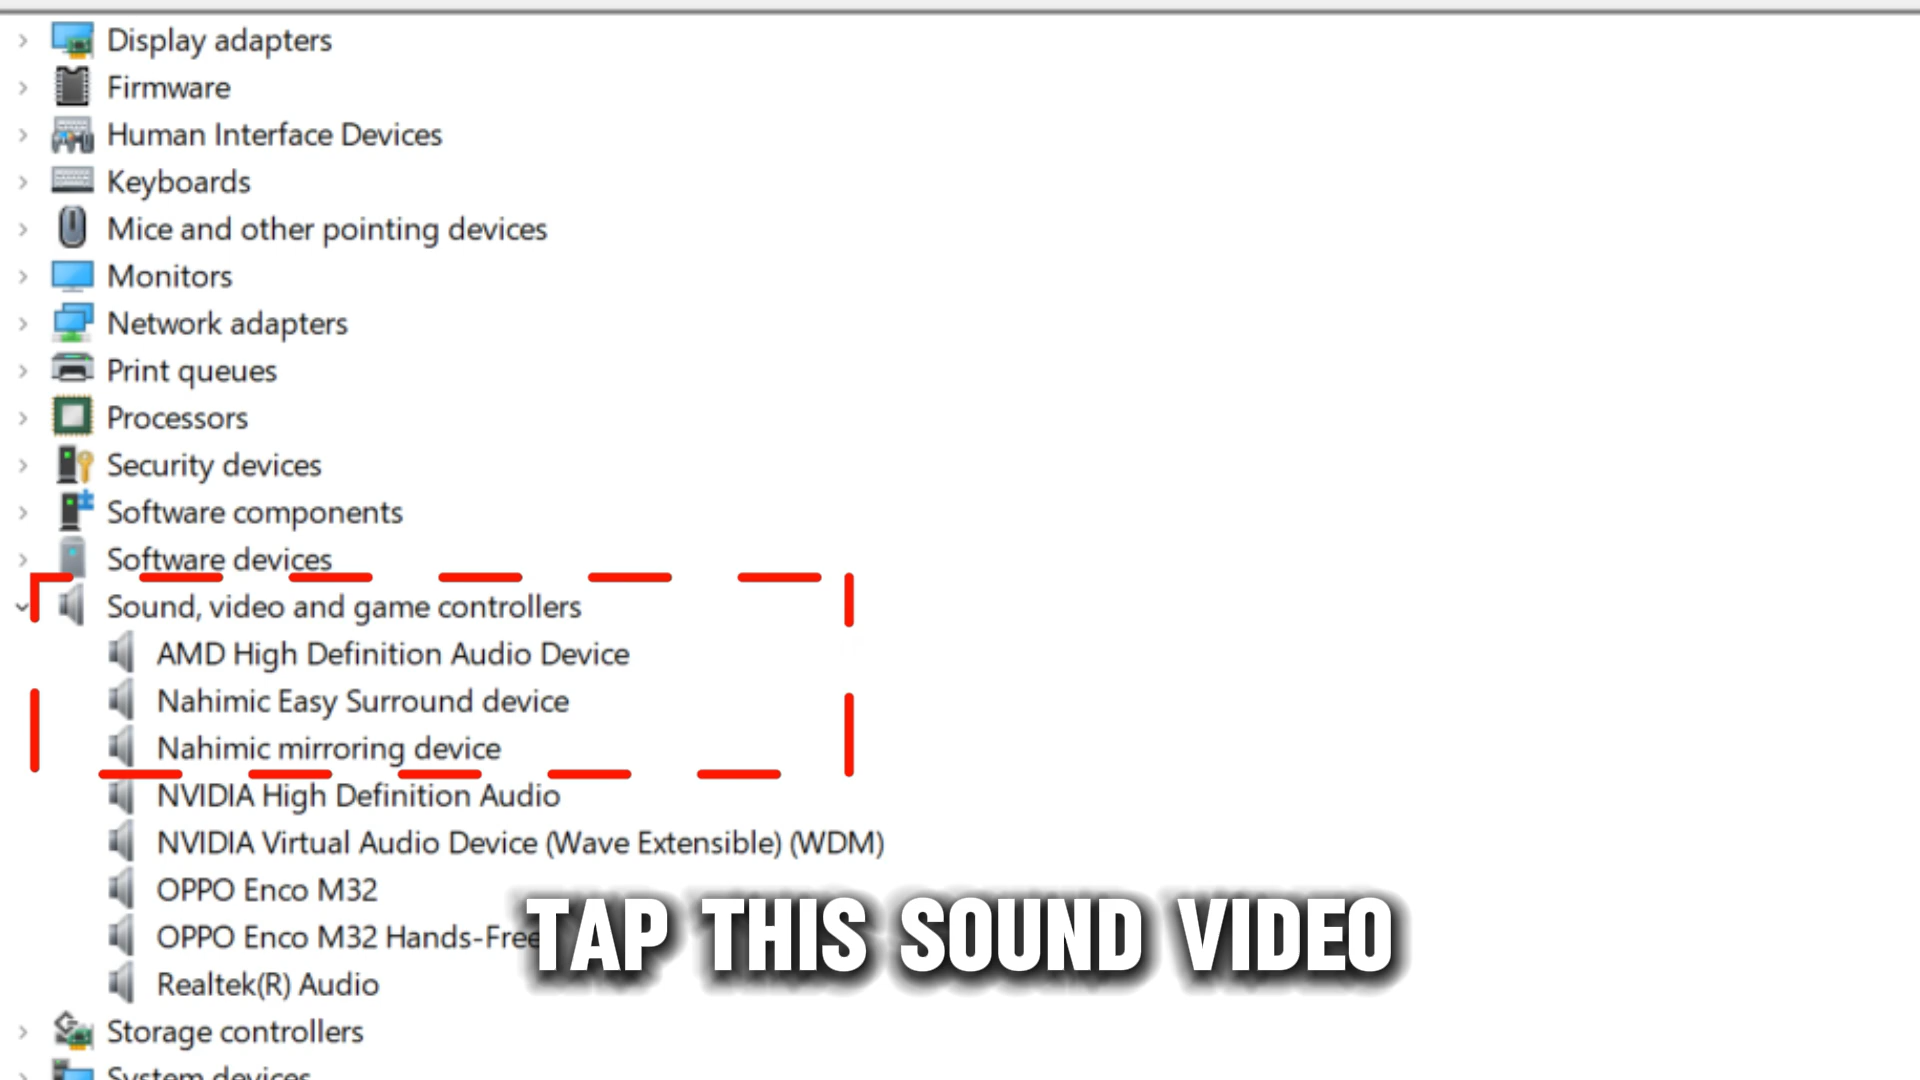 Display adapters
Firmware
Human Interface Devices
Keyboards
Mice and other pointing devices
Monitors
Network adapters
Print queues
Processors
Security devices
Software components
Software devices
Sound, video and game controllers
AMD High Definition Audio Device
Nahimic Easy Surround device
Nahimic mirroring device
NVIDIA High Definition Audio
NVIDIA Virtual Audio Device (Wave Extensible) (WDM)
OPPO Enco M32
OPPO Enco M32 Hands-Free
TAP THIS SOUND VIDEO
Realtek(R) Audio
Storage controllers
System devices